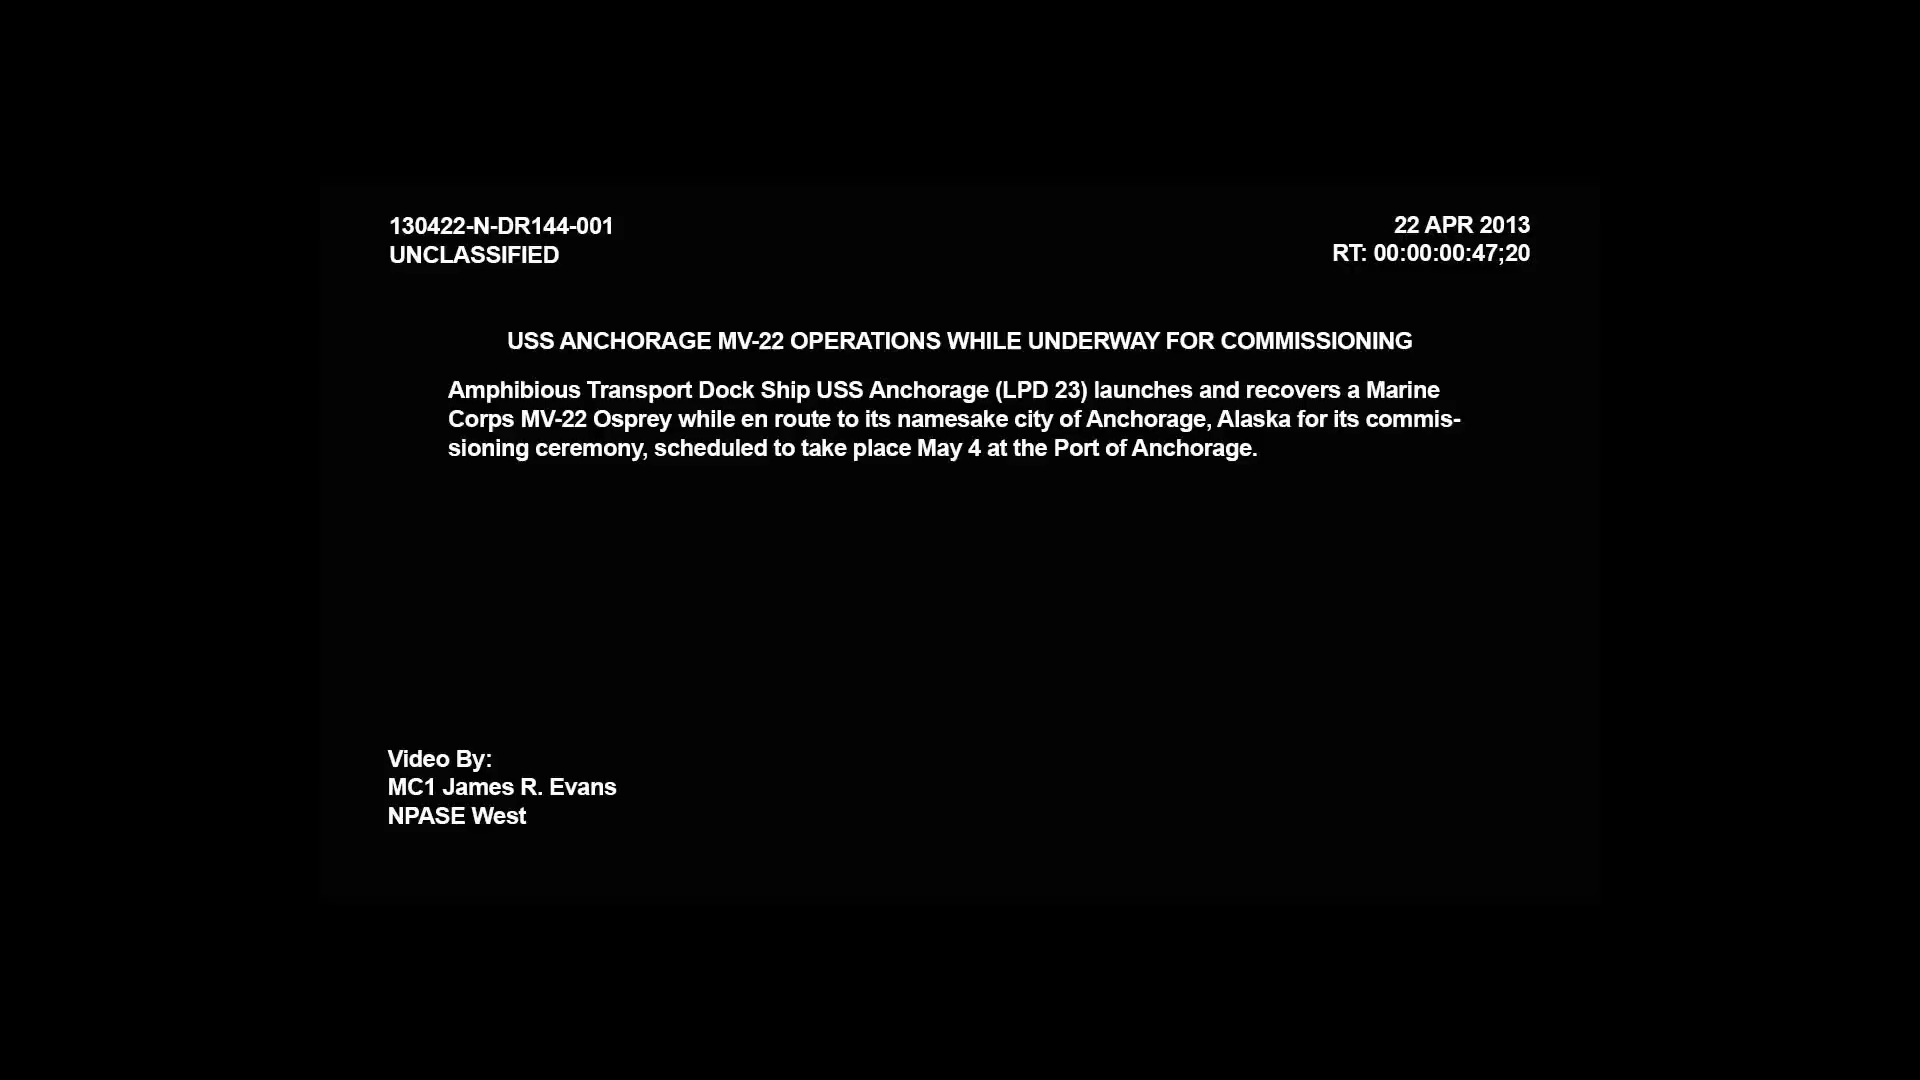 130422-N-DR144-001
UNCLASSIFIED
22 APR 2013
RT: 00:00:00:47;20
USS ANCHORAGE MV-22 OPERATIONS WHILE UNDERWAY FOR COMMISSIONING
Amphibious Transport Dock Ship USS Anchorage (LPD 23) launches and recovers a Marine
Corps MV-22 Osprey while en route to its namesake city of Anchorage, Alaska for its commis-
sioning ceremony, scheduled to take place May 4 at the Port of Anchorage.
Video By:
MC1 James R. Evans
NPASE West